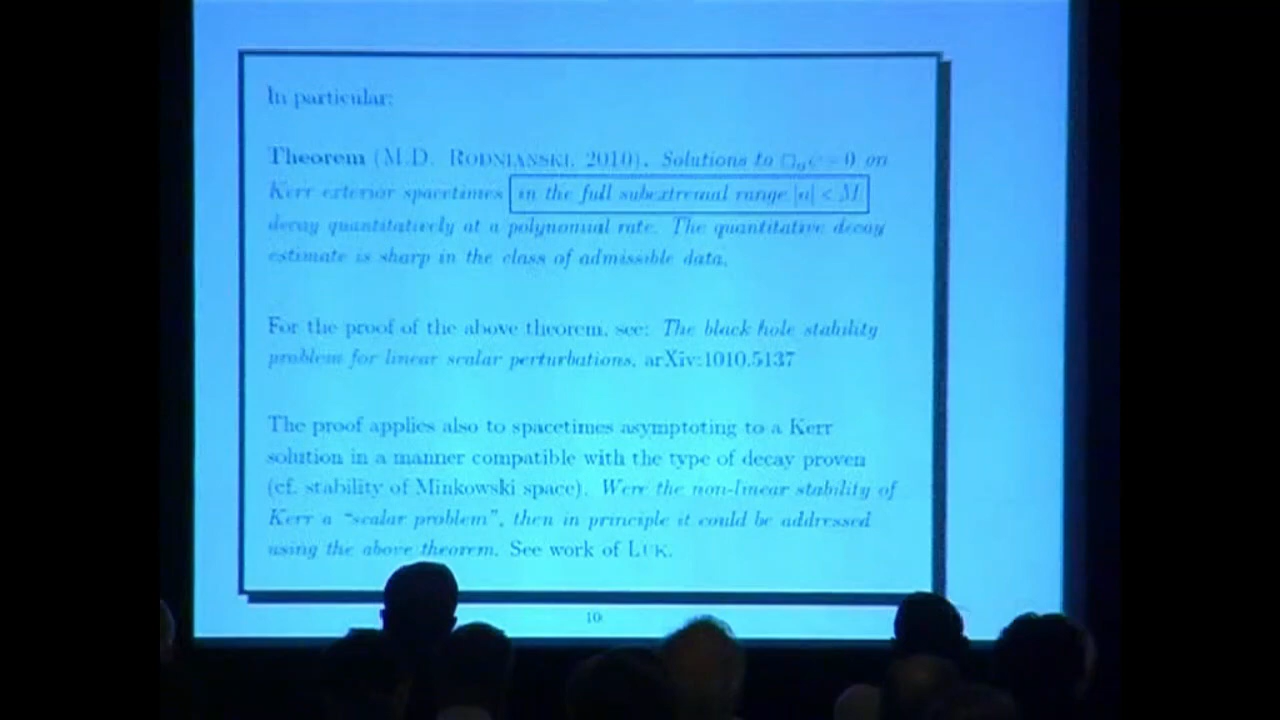 In particular:
Theorem (M.D. RODNIANSKI, 2010). Solutions to □gψ = 0 on
Kerr exterior spacetimes in the full subextremal range |a| < M
decay quantitatively at a polynomial rate. The quantitative decay
estimate is sharp in the class of admissible data.
For the proof of the above theorem, see: The black hole stability
problem for linear scalar perturbations, arXiv:1010.5137
The proof applies also to spacetimes asymptoting to a Kerr
solution in a manner compatible with the type of decay proven
(cf. stability of Minkowski space). Were the non-linear stability of
Kerr a “scalar problem”, then in principle it could be addressed
using the above theorem. See work of LUK.
10